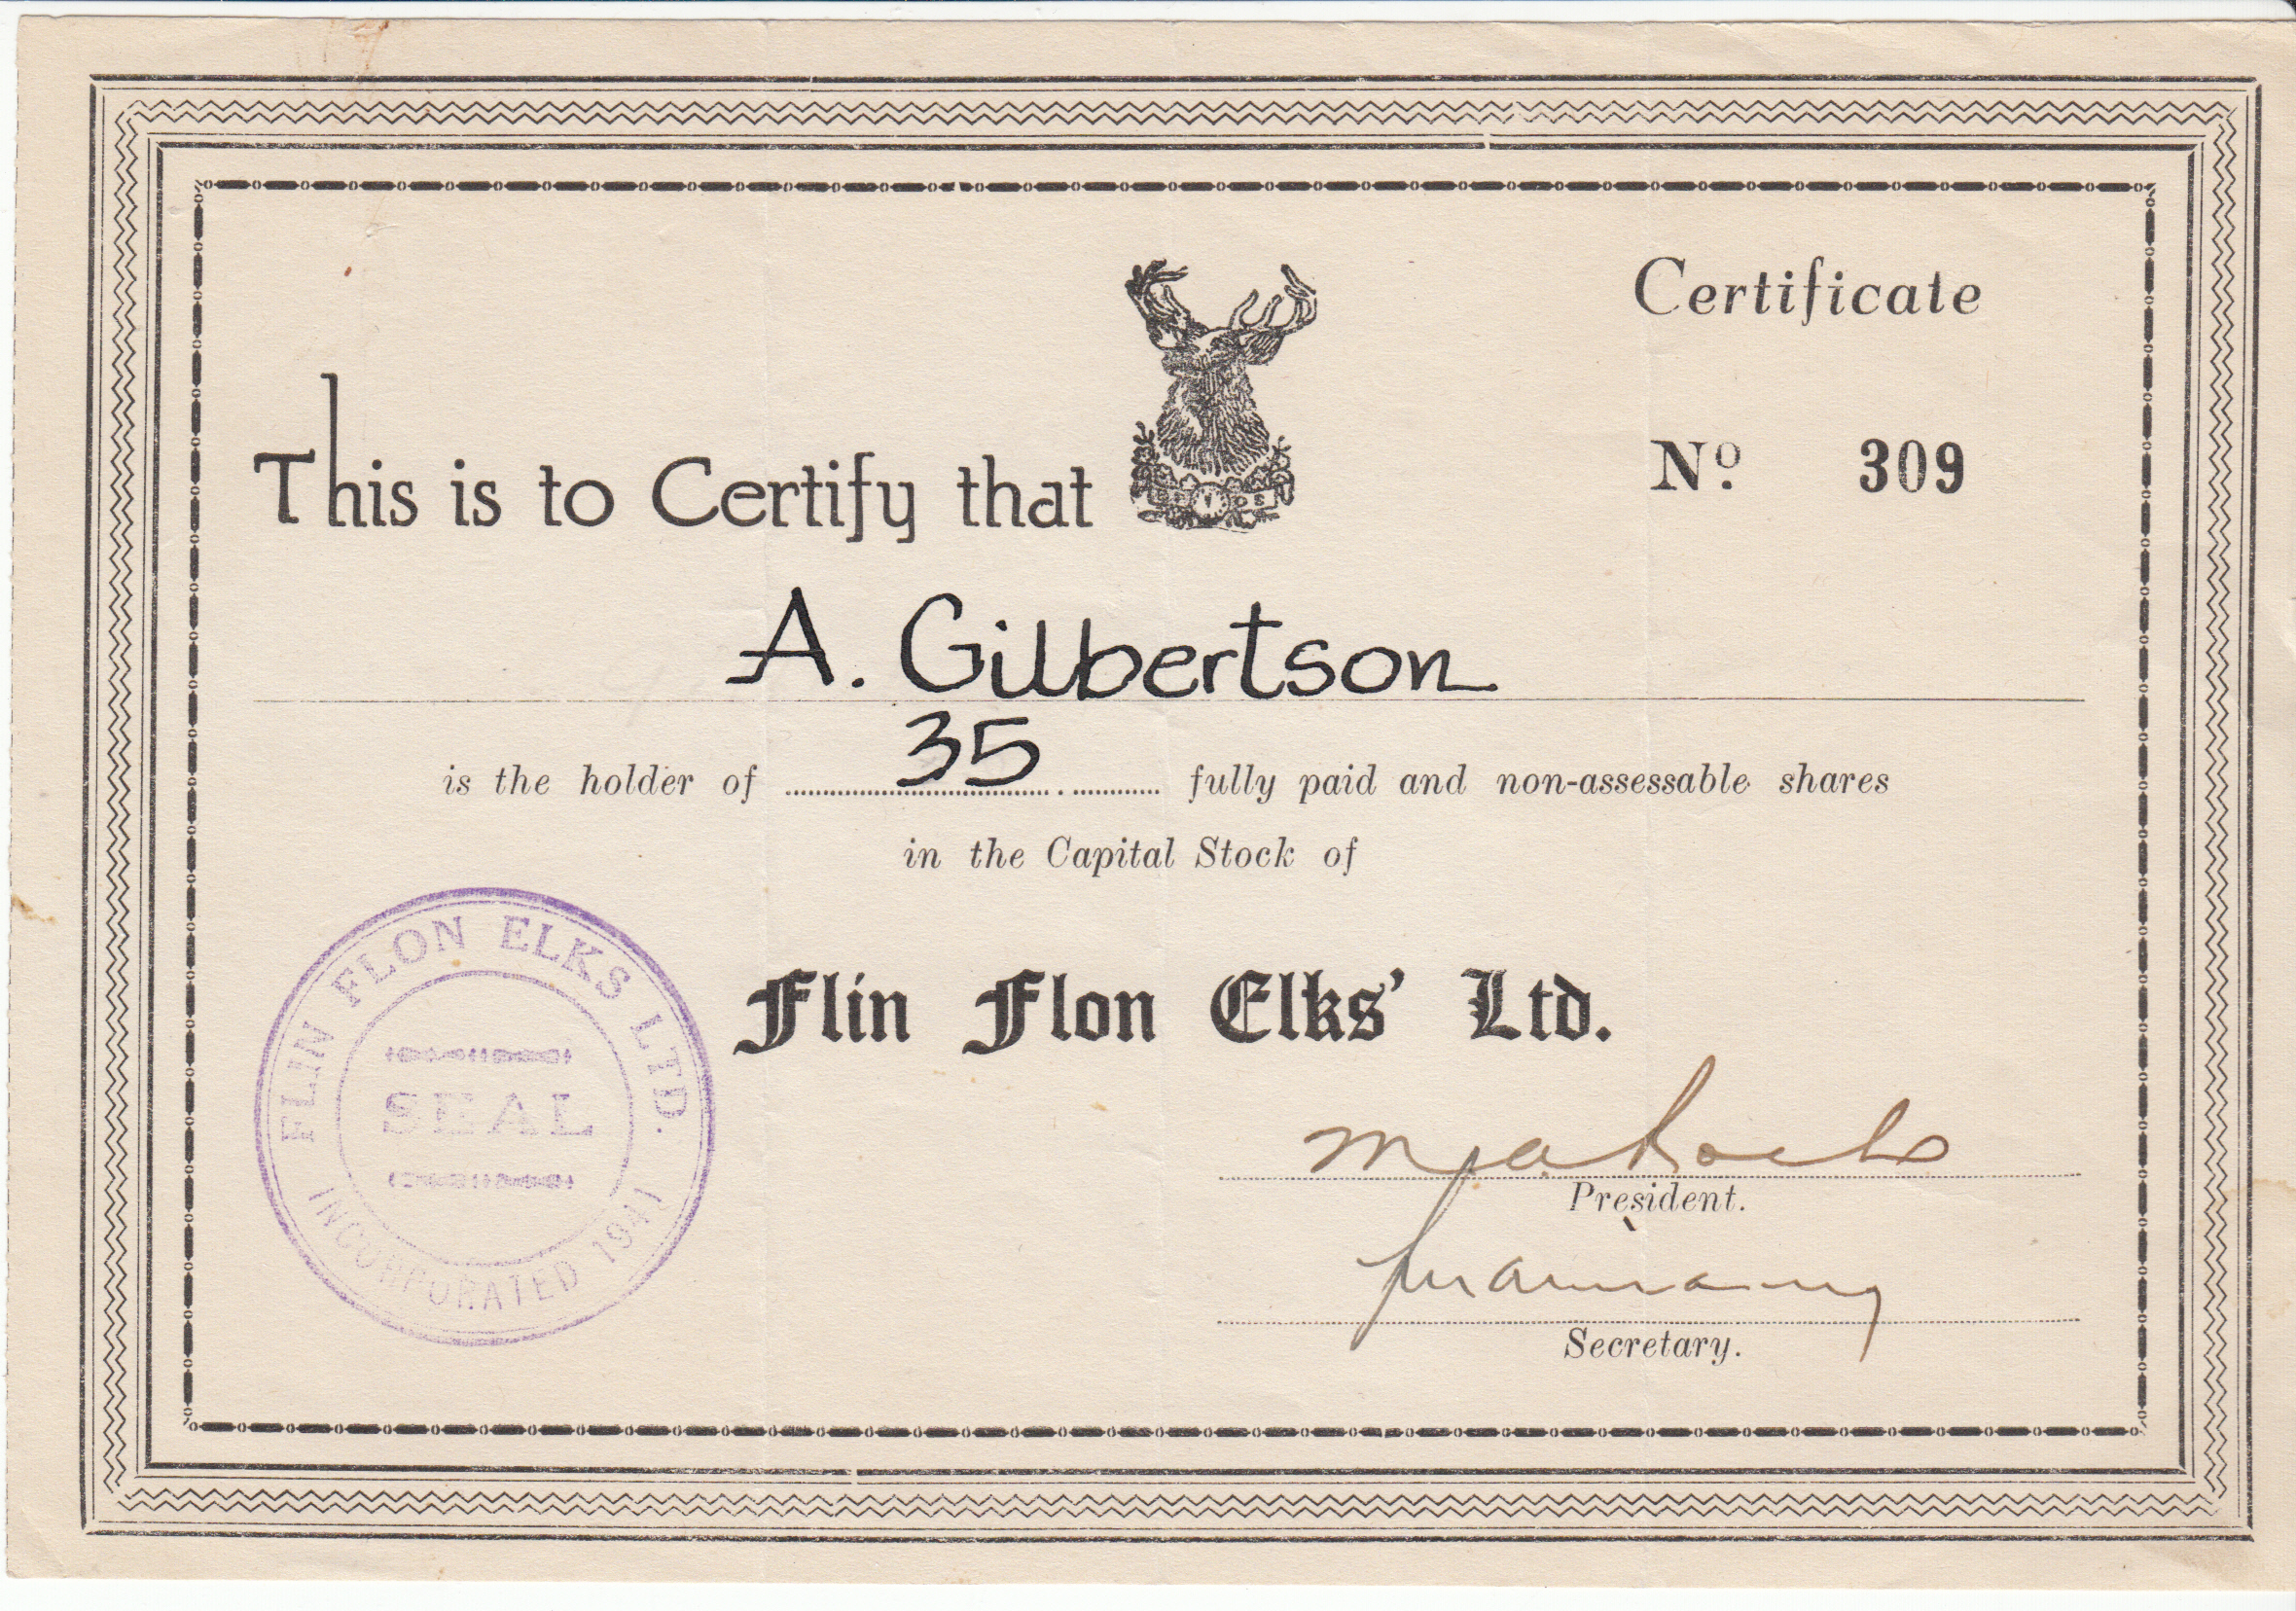 Certificate
This is to Certify that
Nº 309
A. Gilbertson
is the holder of 35 fully paid and non-assessable shares
in the Capital Stock of
Flin Flon Elks' Ltd.
FLIN FLON ELKS LTD.
SEAL
INCORPORATED 1941
President.
Secretary.